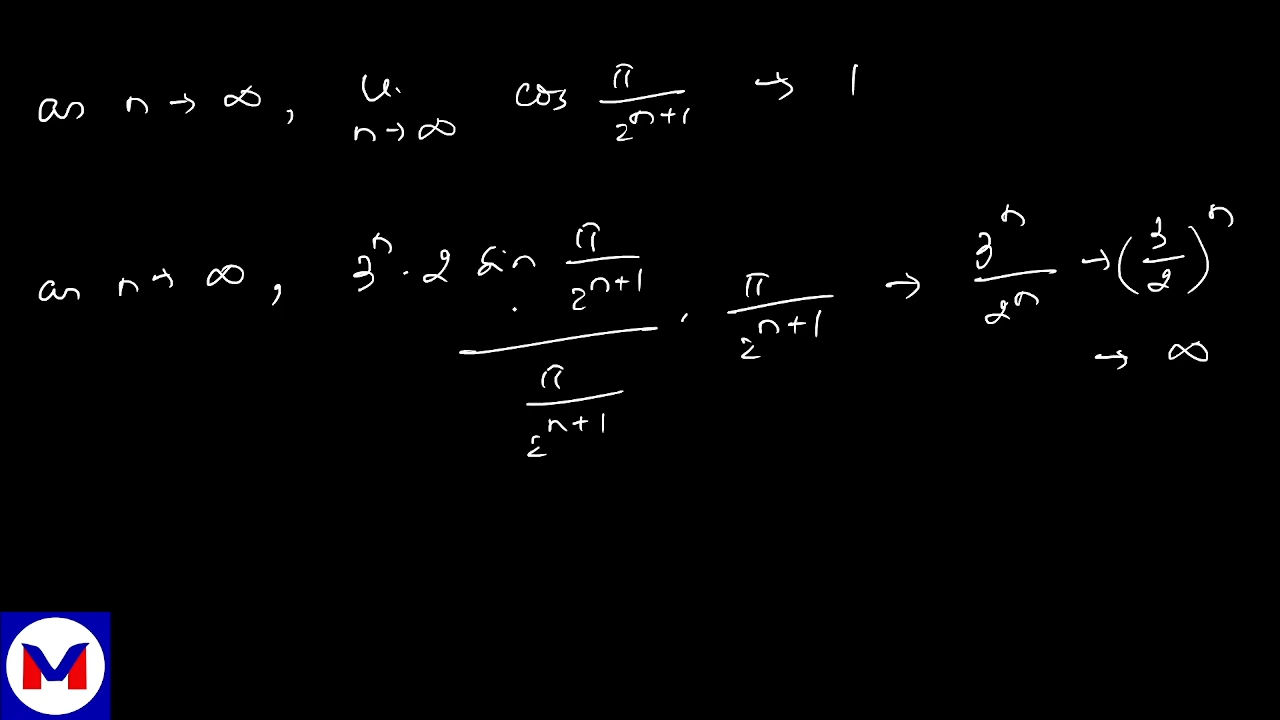 as n → ∞, lt n→∞ cos π/2^(n+1) → 1
as n → ∞, (3^n · 2 sin π/2^(n+1))/(π/2^(n+1)) · π/2^(n+1) → 3^n/2^n → (3/2)^n
→ ∞
M